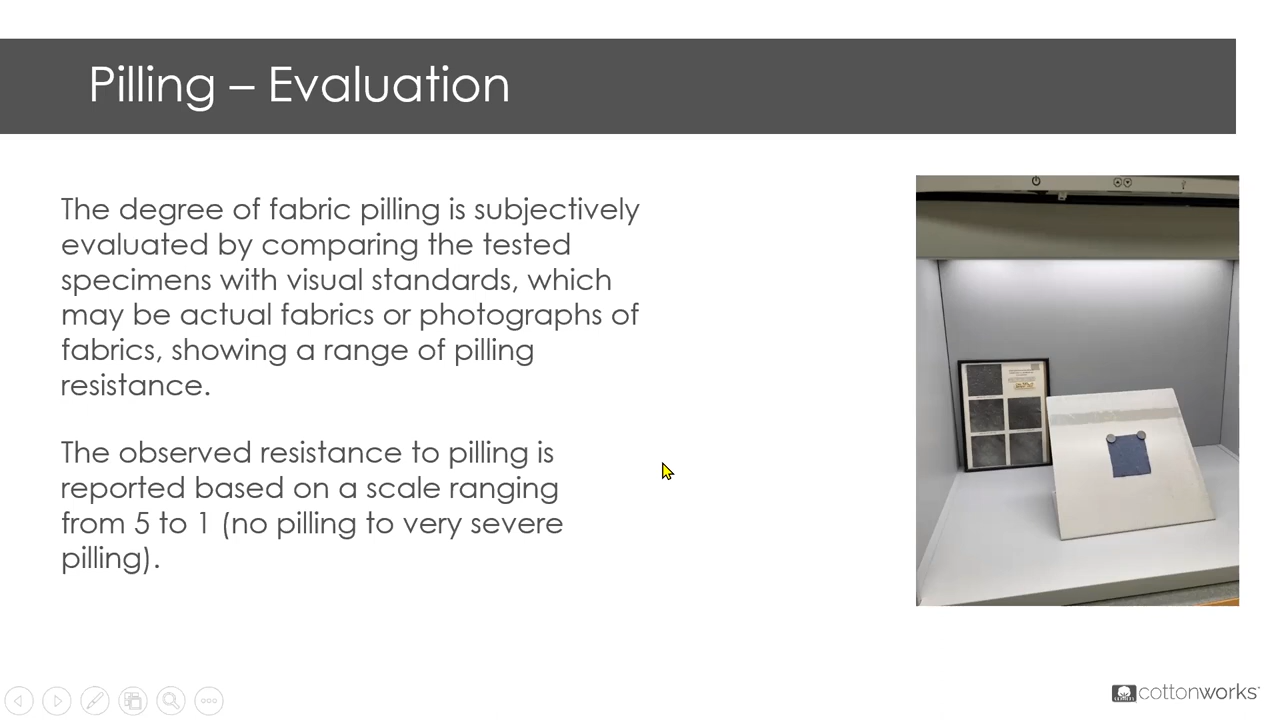 Pilling – Evaluation
The degree of fabric pilling is subjectively
evaluated by comparing the tested
specimens with visual standards, which
may be actual fabrics or photographs of
fabrics, showing a range of pilling
resistance.
The observed resistance to pilling is
reported based on a scale ranging
from 5 to 1 (no pilling to very severe
pilling).
cottonworks